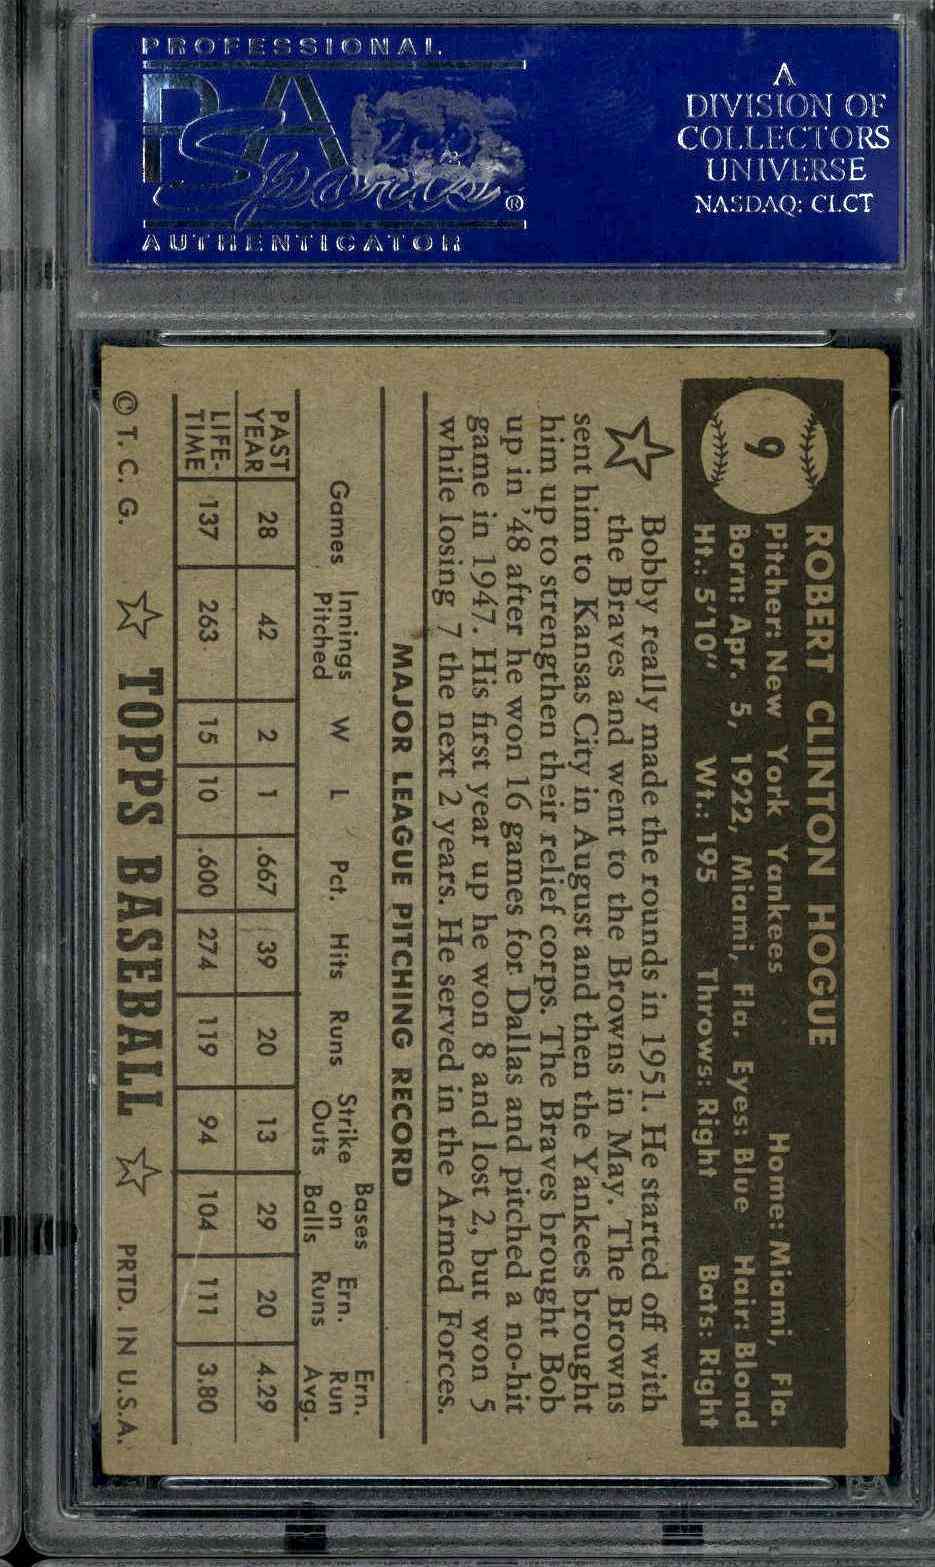 PROFESSIONAL
PSA
Sports®
AUTHENTICATOR
A
DIVISION OF
COLLECTORS
UNIVERSE
NASDAQ: CLCT
9
ROBERT CLINTON HOGUE
Pitcher: New York Yankees Home: Miami, Fla.
Born: Apr. 5, 1922, Miami, Fla. Eyes: Blue Hair: Blond
Ht.: 5'10" Wt.: 195 Throws: Right Bats: Right
Bobby really made the rounds in 1951. He started off with
the Braves and went to the Browns in May. The Browns
sent him to Kansas City in August and then the Yankees brought
him up to strengthen their relief corps. The Braves brought Bob
up in '48 after he won 16 games for Dallas and pitched a no-hit
game in 1947. His first year up he won 8 and lost 2, but won 5
while losing 7 the next 2 years. He served in the Armed Forces.
MAJOR LEAGUE PITCHING RECORD
Games Innings Pitched W L Pct. Hits Runs Strike Outs Bases on Balls Ern. Runs Ern. Run Avg.
PAST YEAR 28 42 2 1 .667 39 20 13 29 20 4.29
LIFE-TIME 137 263 15 10 .600 274 119 94 104 111 3.80
© T. C. G. ☆ TOPPS BASEBALL ☆ PRTD. IN U.S.A.
PSA